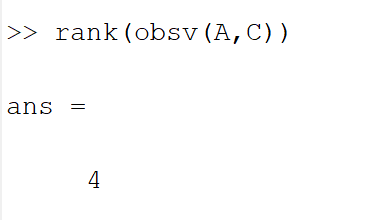 >> rank(obsv(A,C))
ans =
4